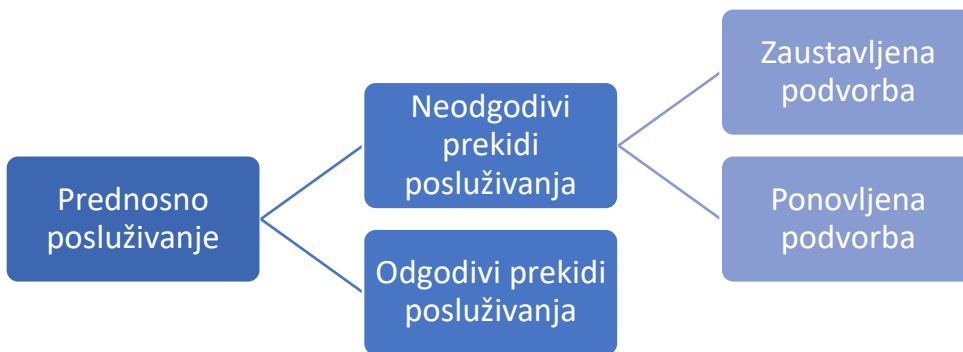 Prednosno
posluživanje
Neodgodivi
prekidi
posluživanja
Odgodivi prekidi
posluživanja
Zaustavljena
podvorba
Ponovljena
podvorba